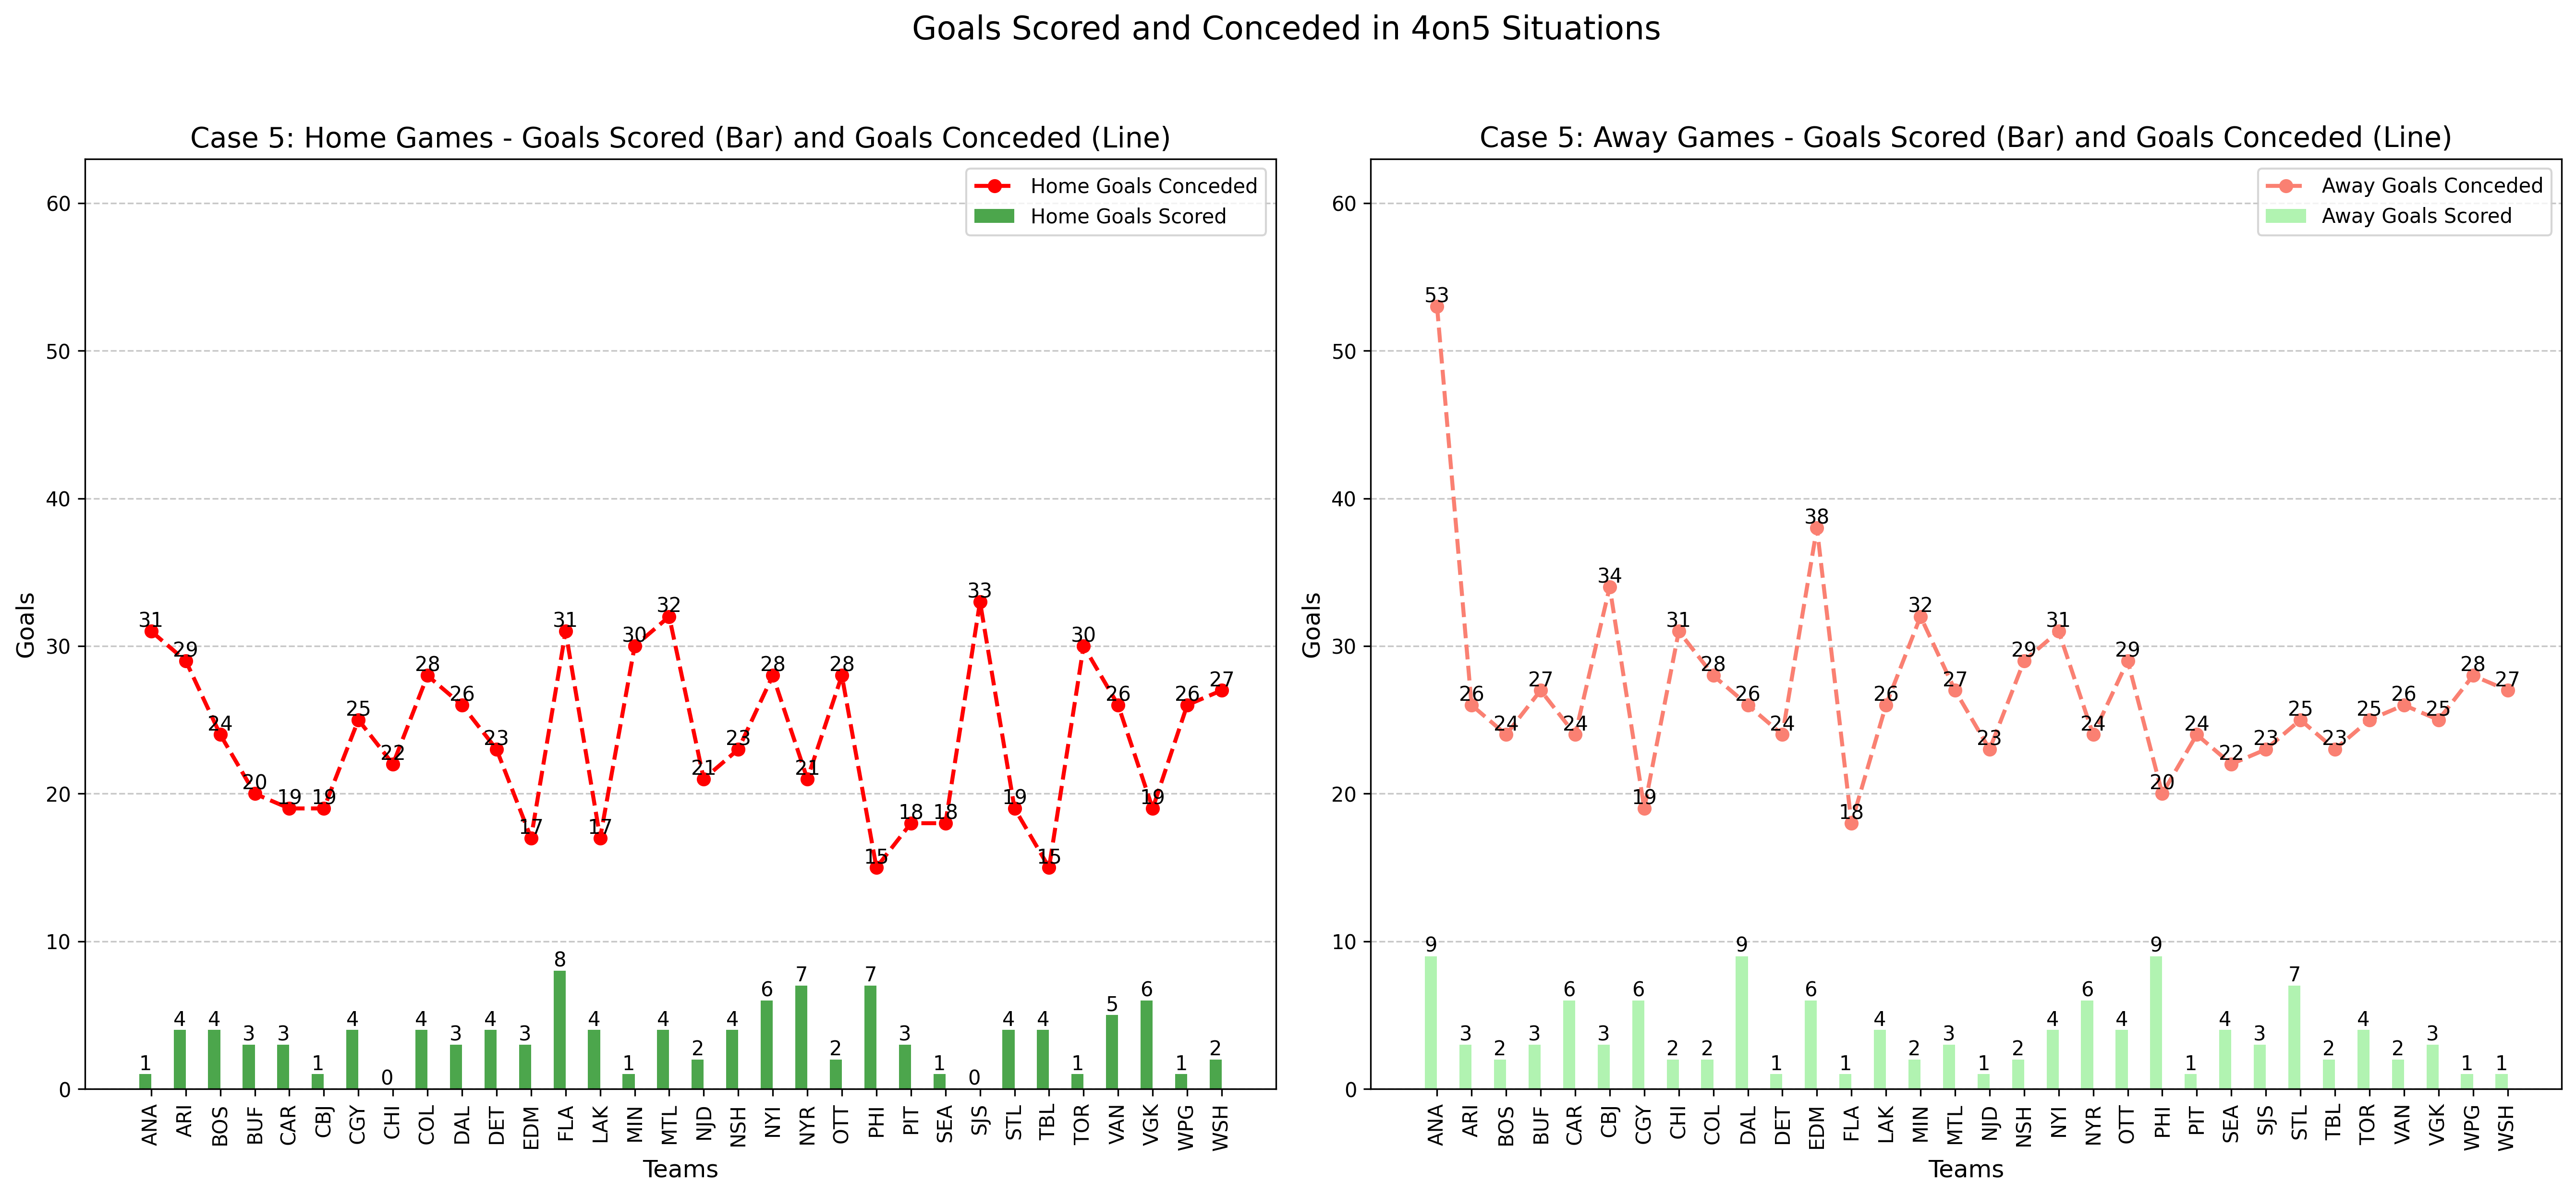 Goals Scored and Conceded in 4on5 Situations
Case 5: Home Games - Goals Scored (Bar) and Goals Conceded (Line)
Home Goals Conceded
Home Goals Scored
Goals
60
50
40
30
20
10
0
31 29 24 20 19 19 25 22 28 26 23 17 31 17 30 32 21 23 28 21 28 15 18 18 33 19 15 30 26 19 26 27
1 4 4 3 3 1 4 0 4 3 4 3 8 4 1 4 2 4 6 7 2 7 3 1 0 4 4 1 5 6 1 2
ANA ARI BOS BUF CAR CBJ CGY CHI COL DAL DET EDM FLA LAK MIN MTL NJD NSH NYI NYR OTT PHI PIT SEA SJS STL TBL TOR VAN VGK WPG WSH
Teams
Case 5: Away Games - Goals Scored (Bar) and Goals Conceded (Line)
Away Goals Conceded
Away Goals Scored
Goals
60
50
40
30
20
10
0
53 26 24 27 24 34 19 31 28 26 24 38 18 26 32 27 23 29 31 24 29 20 24 22 23 25 23 25 26 25 28 27
9 3 2 3 6 3 6 2 2 9 1 6 1 4 2 3 1 2 4 6 4 9 1 4 3 7 2 4 2 3 1 1
ANA ARI BOS BUF CAR CBJ CGY CHI COL DAL DET EDM FLA LAK MIN MTL NJD NSH NYI NYR OTT PHI PIT SEA SJS STL TBL TOR VAN VGK WPG WSH
Teams